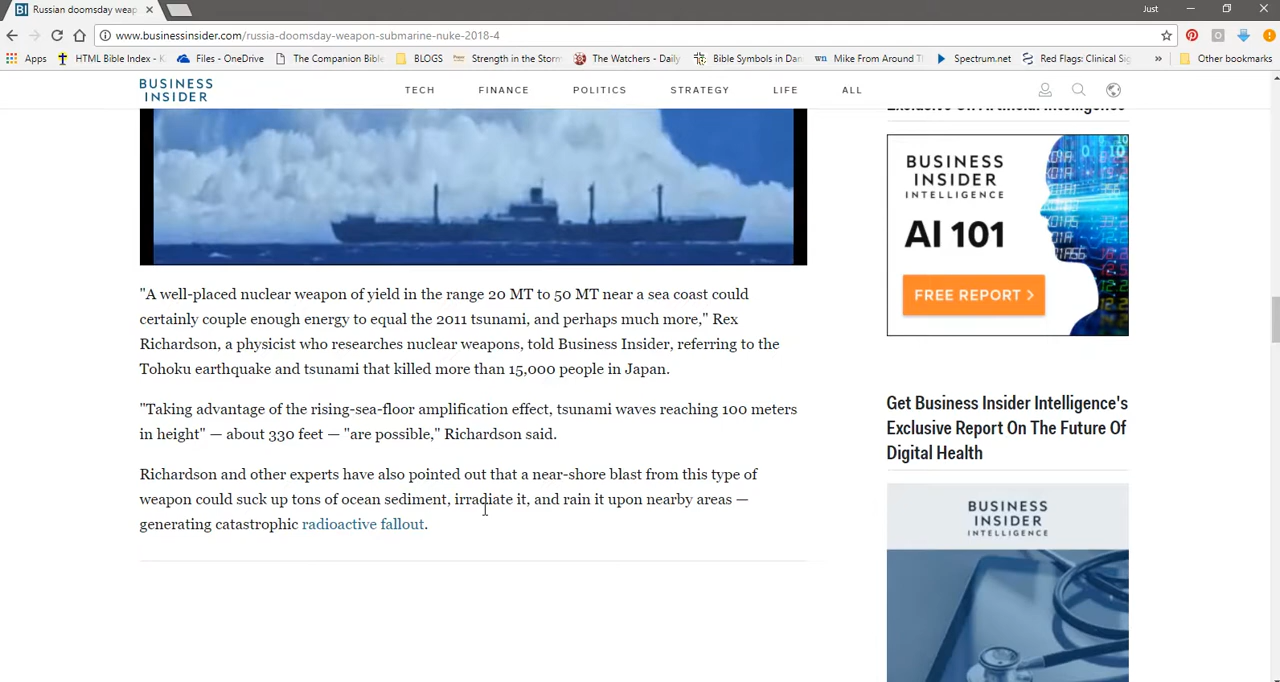 Russian doomsday weap
Just
www.businessinsider.com/russia-doomsday-weapon-submarine-nuke-2018-4
Apps
HTML Bible Index - K
Files - OneDrive
The Companion Bible
BLOGS
Strength in the Storm
The Watchers - Daily
Bible Symbols in Dan
Mike From Around T
Spectrum.net
Red Flags: Clinical Sig
»
Other bookmarks
BUSINESS
INSIDER
TECH
FINANCE
POLITICS
STRATEGY
LIFE
ALL
Exclusive On Artificial Intelligence
"A well-placed nuclear weapon of yield in the range 20 MT to 50 MT near a sea coast could
certainly couple enough energy to equal the 2011 tsunami, and perhaps much more," Rex
Richardson, a physicist who researches nuclear weapons, told Business Insider, referring to the
Tohoku earthquake and tsunami that killed more than 15,000 people in Japan.
"Taking advantage of the rising-sea-floor amplification effect, tsunami waves reaching 100 meters
in height" — about 330 feet — "are possible," Richardson said.
Richardson and other experts have also pointed out that a near-shore blast from this type of
weapon could suck up tons of ocean sediment, irradiate it, and rain it upon nearby areas —
generating catastrophic radioactive fallout.
BUSINESS
INSIDER
INTELLIGENCE
AI 101
FREE REPORT >
Get Business Insider Intelligence's
Exclusive Report On The Future Of
Digital Health
BUSINESS
INSIDER
INTELLIGENCE